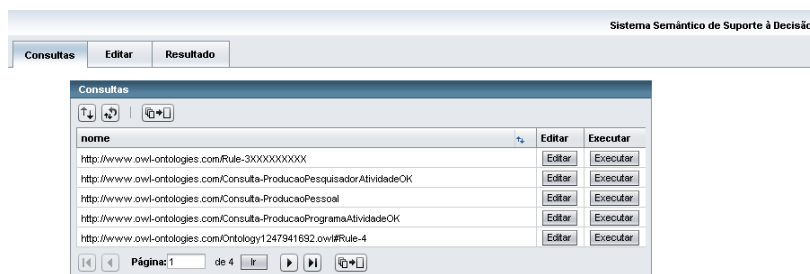 Sistema Semântico de Suporte à Decisão
Consultas Editar Resultado
Consultas
nome Editar Executar
http://www.owl-ontologies.com/Rule-3XXXXXXXXX Editar Executar
http://www.owl-ontologies.com/Consulta-ProducaoPesquisadorAtividadeOK Editar Executar
http://www.owl-ontologies.com/Consulta-ProducaoPessoal Editar Executar
http://www.owl-ontologies.com/Consulta-ProducaoProgramaAtividadeOK Editar Executar
http://www.owl-ontologies.com/Ontology1247941692.owl#Rule-4 Editar Executar
Página: 1 de 4 Ir